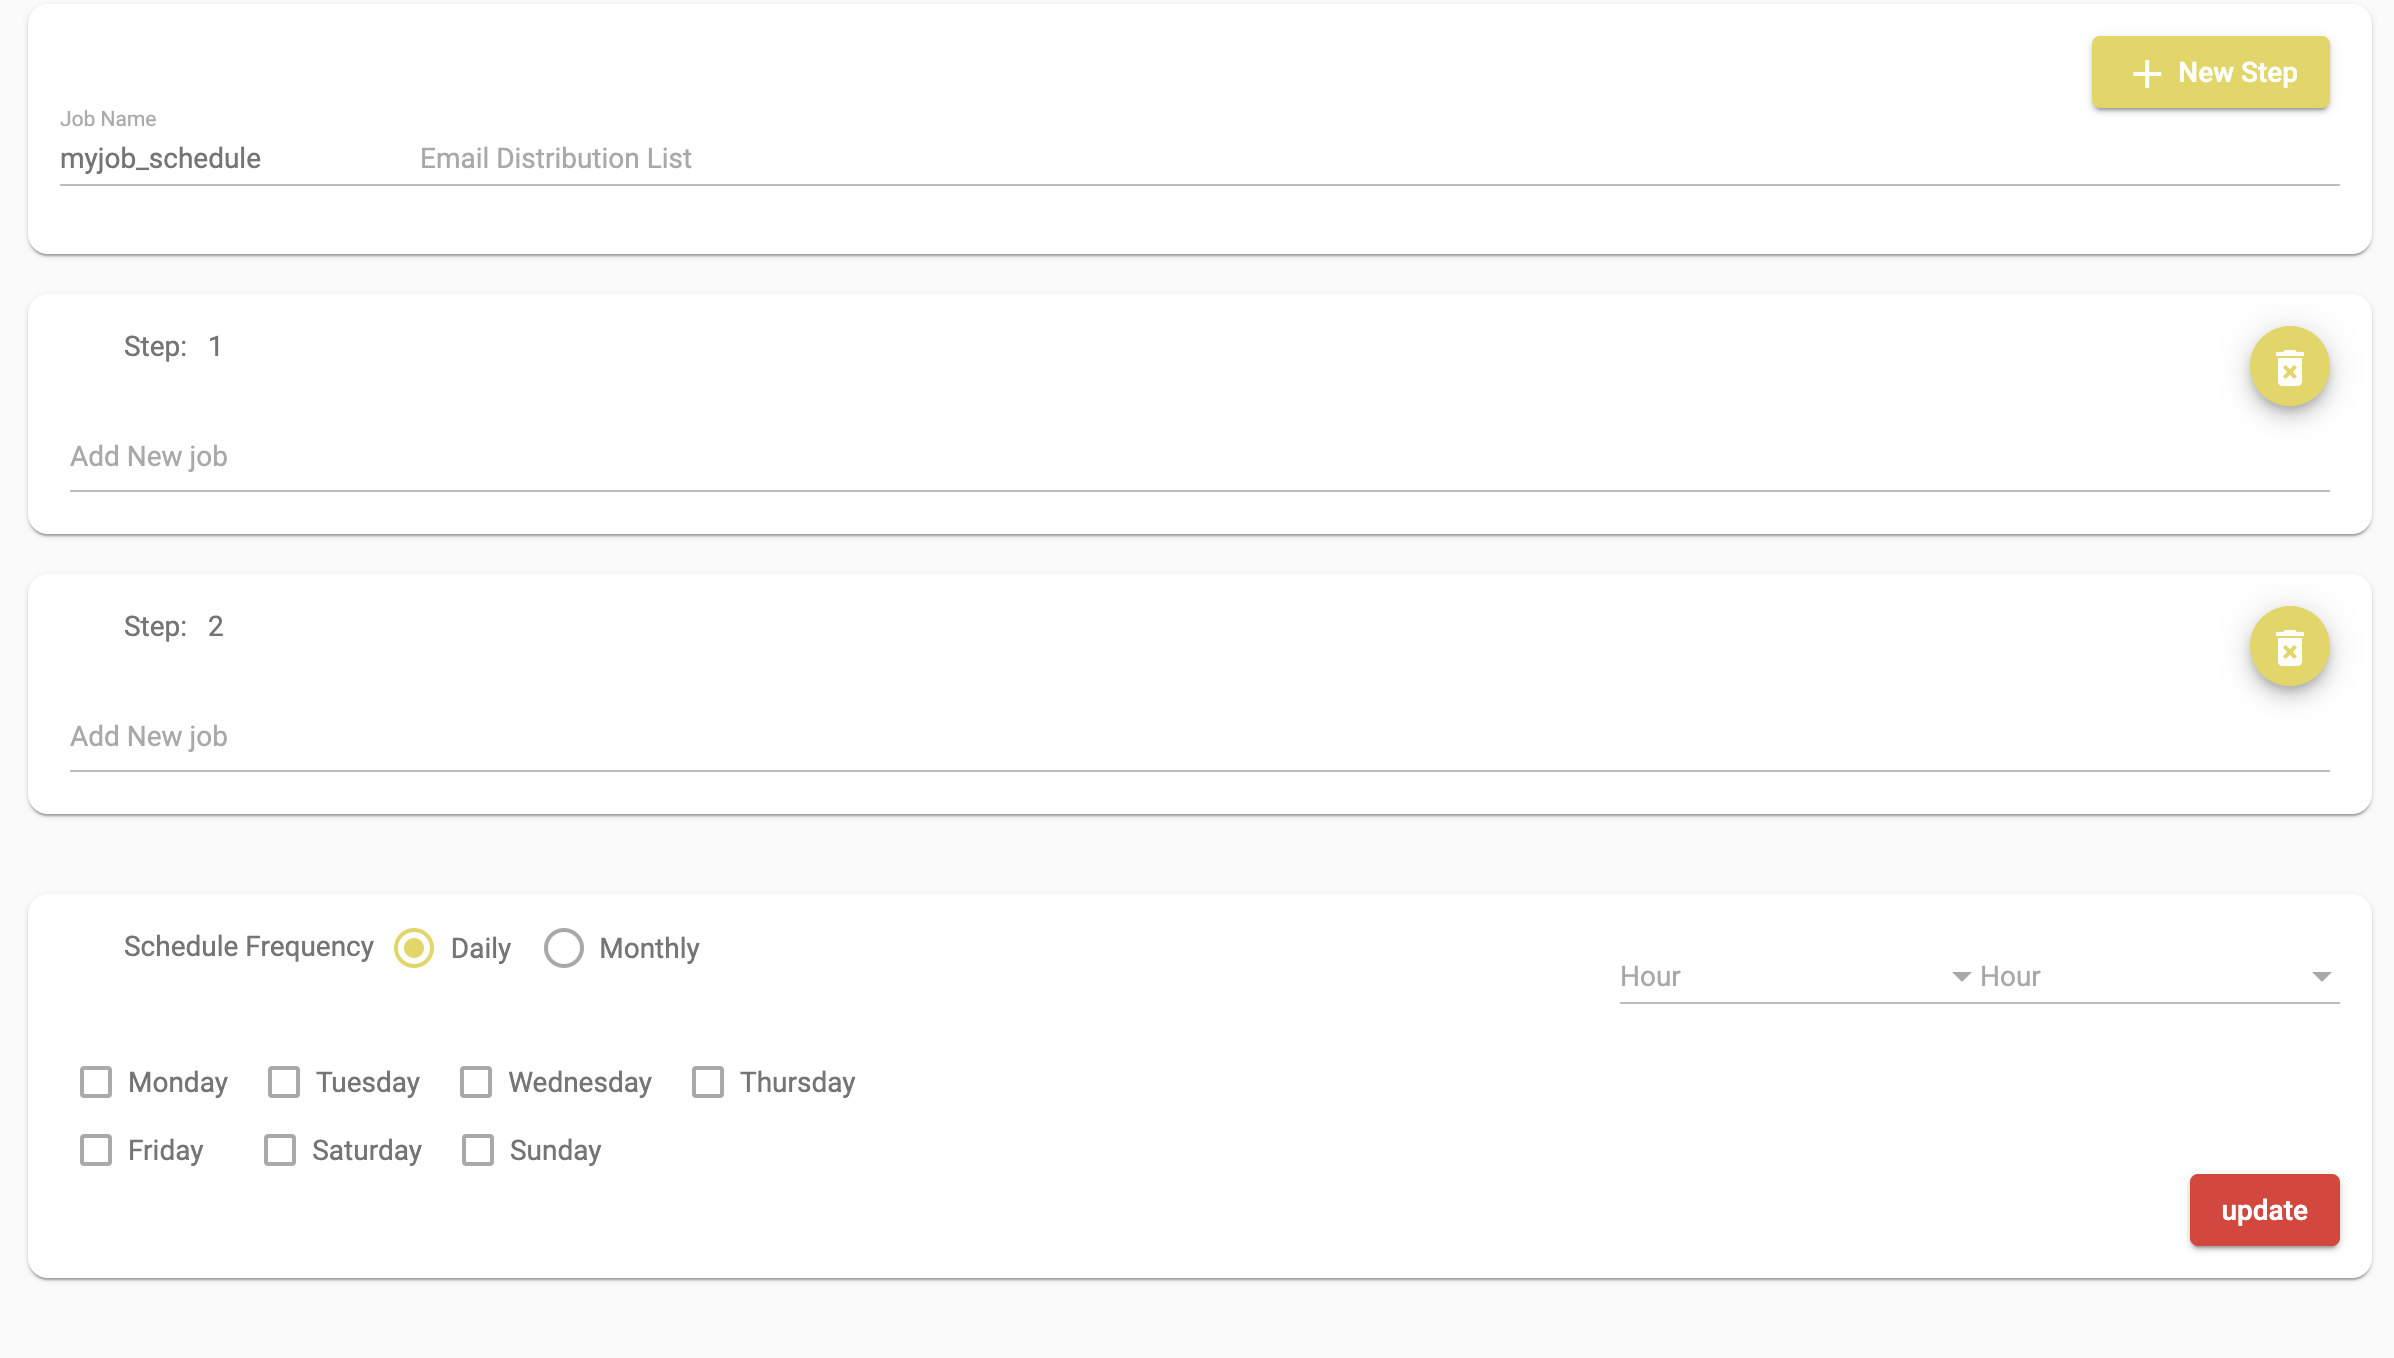 New Step
Job Name
myjob_schedule Email Distribution List
Step: 1
Add New job
Step: 2
Add New job
Schedule Frequency Daily Monthly
Hour Hour
Monday Tuesday Wednesday Thursday
Friday Saturday Sunday
update